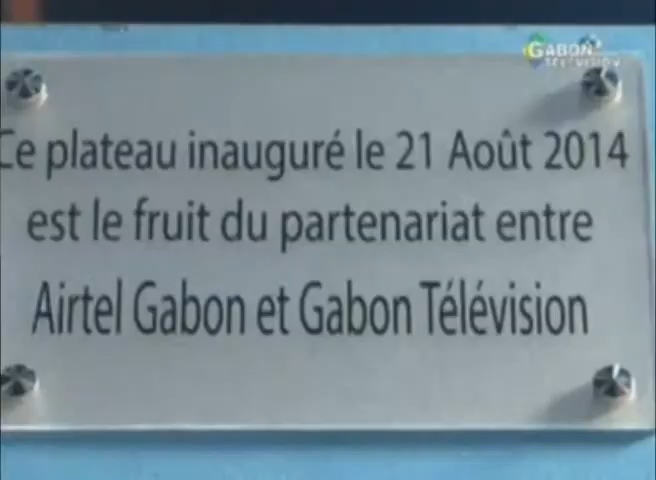 GABON
TÉLÉVISION
Ce plateau inauguré le 21 Août 2014
est le fruit du partenariat entre
Airtel Gabon et Gabon Télévision